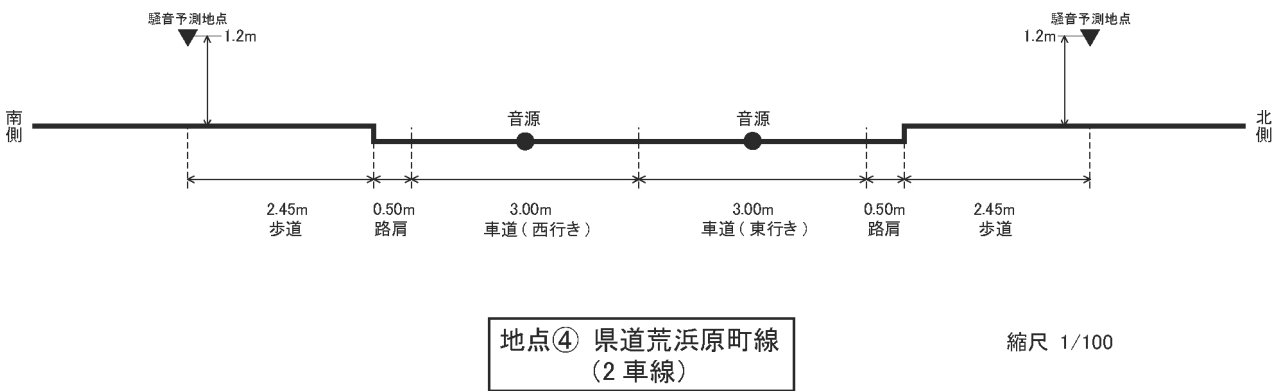 騒音予測地点
1.2m
騒音予測地点
1.2m
南側
音源
音源
北側
2.45m
歩道
0.50m
路肩
3.00m
車道(西行き)
3.00m
車道(東行き)
0.50m
路肩
2.45m
歩道
地点④ 県道荒浜原町線
(2車線)
縮尺 1/100